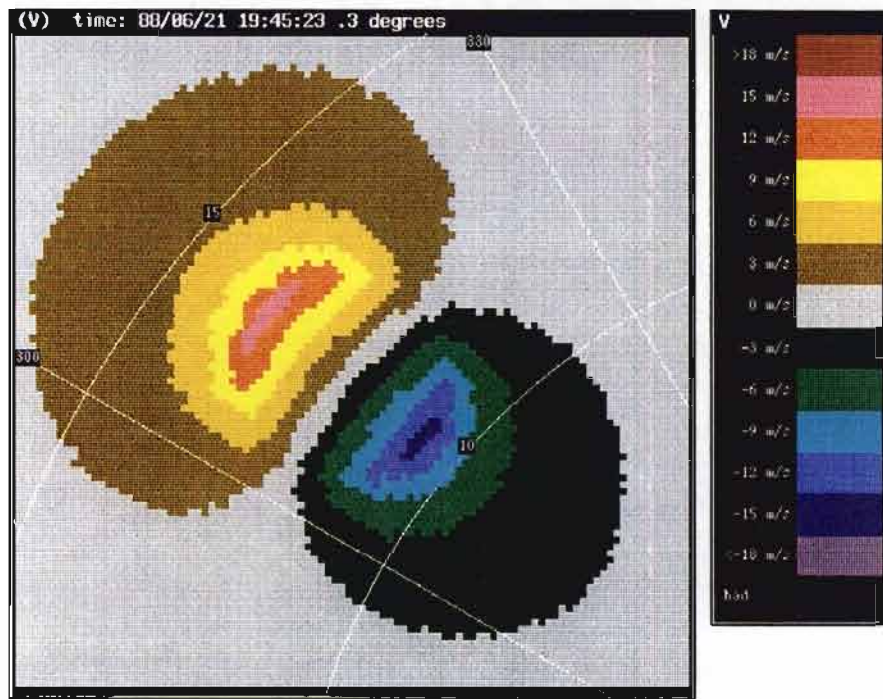 (V) time: 88/06/21 19:45:23 .3 degrees
330
15
300
10
V
>18 m/s
15 m/s
12 m/s
9 m/s
6 m/s
3 m/s
0 m/s
-3 m/s
-6 m/s
-9 m/s
-12 m/s
-15 m/s
<-18 m/s
bad